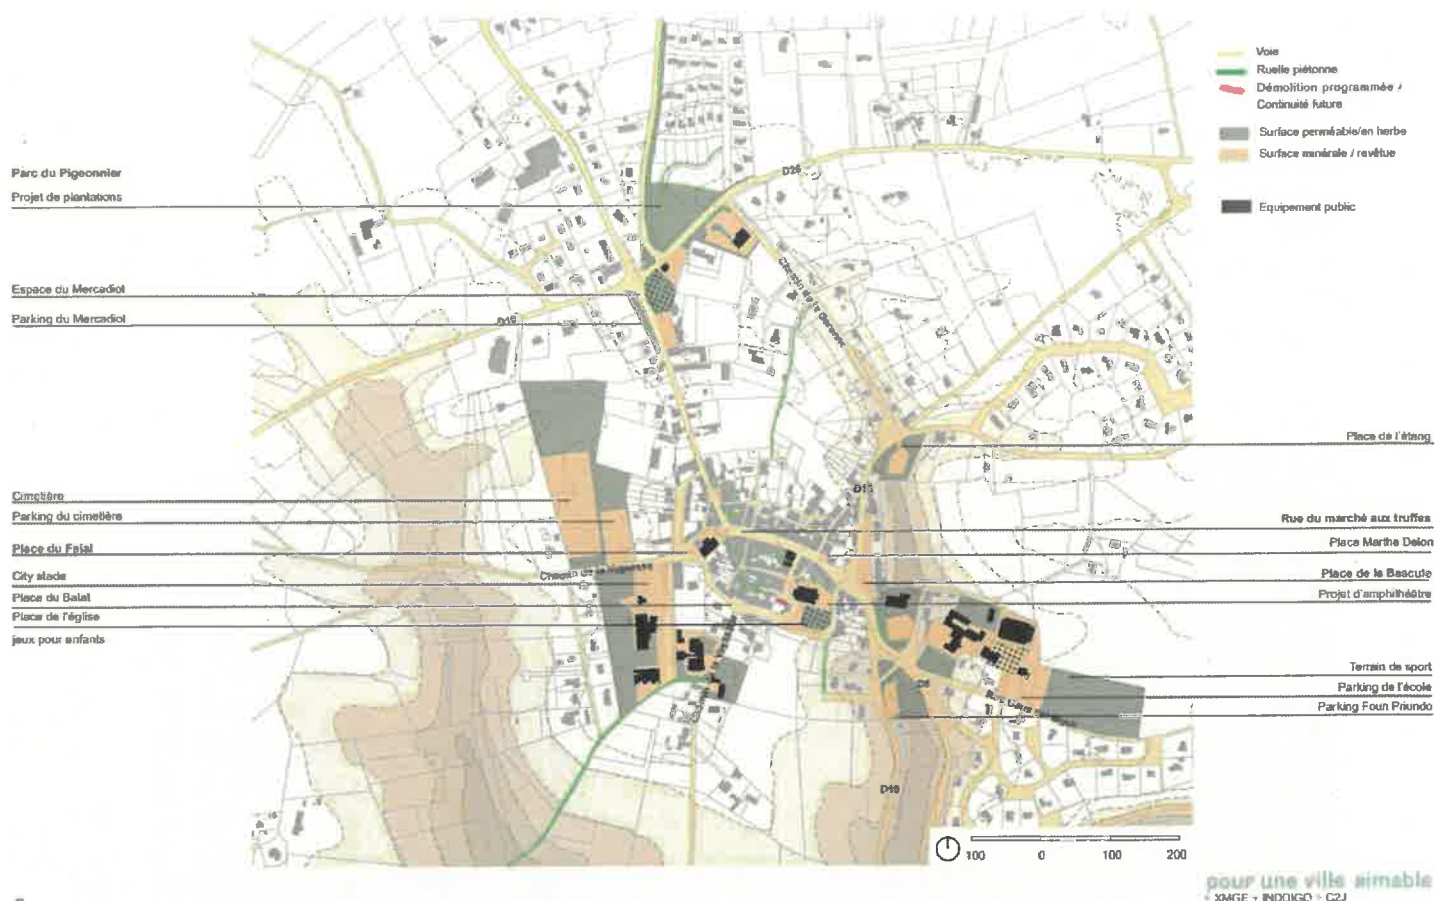 Voie
Ruelle piétonne
Démolition programmée /
Continuité future
Surface perméable/en herbe
Surface minérale / revêtue
Equipement public
Parc du Pigeonnier
Projet de plantations
Espace du Mercadiol
Parking du Mercadiol
Cimetière
Parking du cimetière
Place du Faïal
City stade
Place du Balat
Place de l'église
jeux pour enfants
Place de l'étang
Rue du marché aux truffes
Place Marthe Delon
Place de la Bascule
Projet d'amphithéâtre
Terrain de sport
Parking de l'école
Parking Foun Priundo
D19
D6
D19
100 0 100 200
pour une ville aimable
XMGE + INDDIGO + C2J